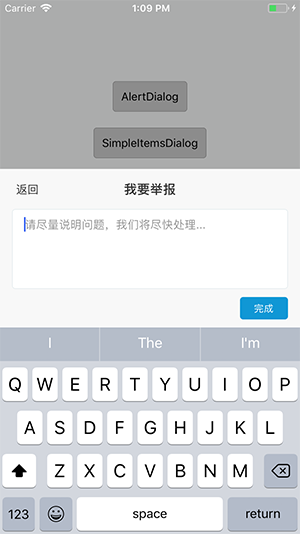 Carrier 1:09 PM
AlertDialog
SimpleItemsDialog
返回 我要举报
请尽量说明问题，我们将尽快处理...
完成
I The I'm
Q W E R T Y U I O P
A S D F G H J K L
Z X C V B N M
123 space return